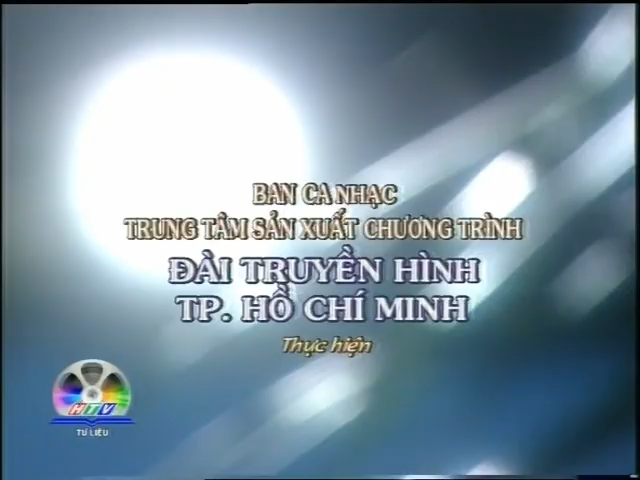 BAN CA NHẠC
TRUNG TÂM SẢN XUẤT CHƯƠNG TRÌNH
ĐÀI TRUYỀN HÌNH
TP. HỒ CHÍ MINH
Thực hiện
HTV
TƯ LIỆU